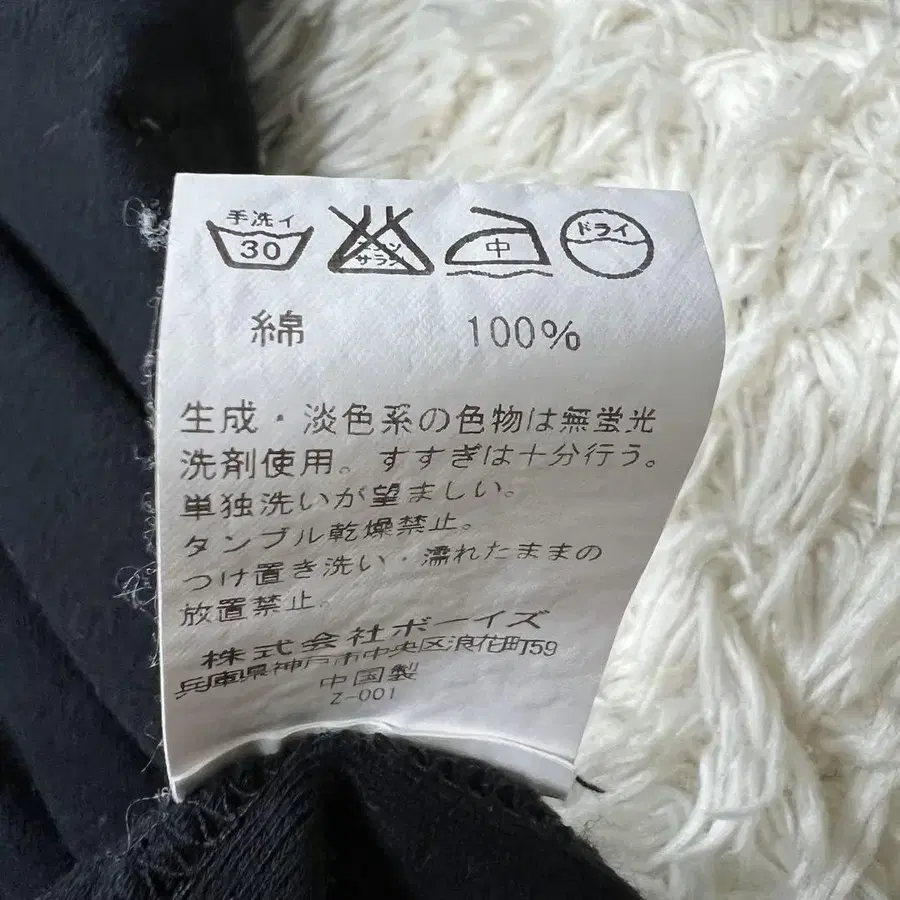 手洗イ
30
エンソ
サラシ
中
ドライ
綿 100%
生成・淡色系の色物は無蛍光
洗剤使用。すすぎは十分行う。
単独洗いが望ましい。
タンブル乾燥禁止。
つけ置き洗い・濡れたままの
放置禁止。
株式会社ボーイズ
兵庫県神戸市中央区浪花町59
中国製
Z-001